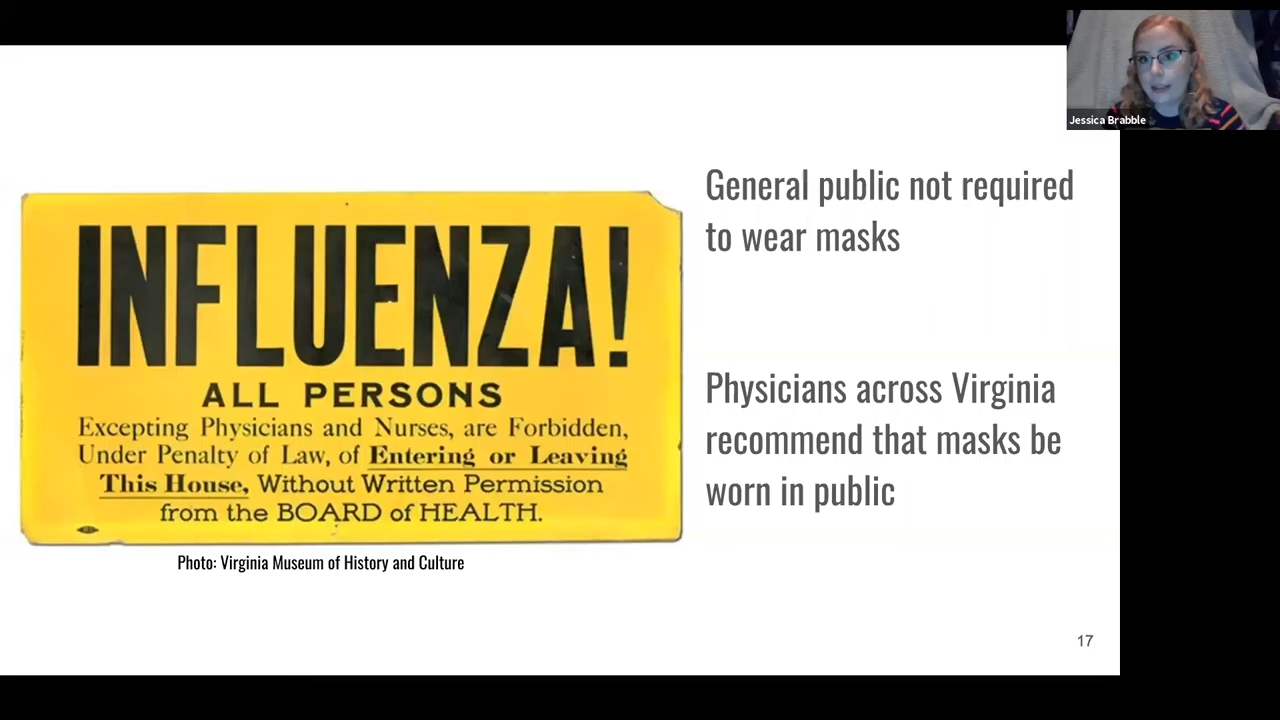 Jessica Brabble
General public not required
to wear masks
INFLUENZA!
ALL PERSONS
Excepting Physicians and Nurses, are Forbidden,
Under Penalty of Law, of Entering or Leaving
This House, Without Written Permission
from the BOARD of HEALTH.
Photo: Virginia Museum of History and Culture
Physicians across Virginia
recommend that masks be
worn in public
17